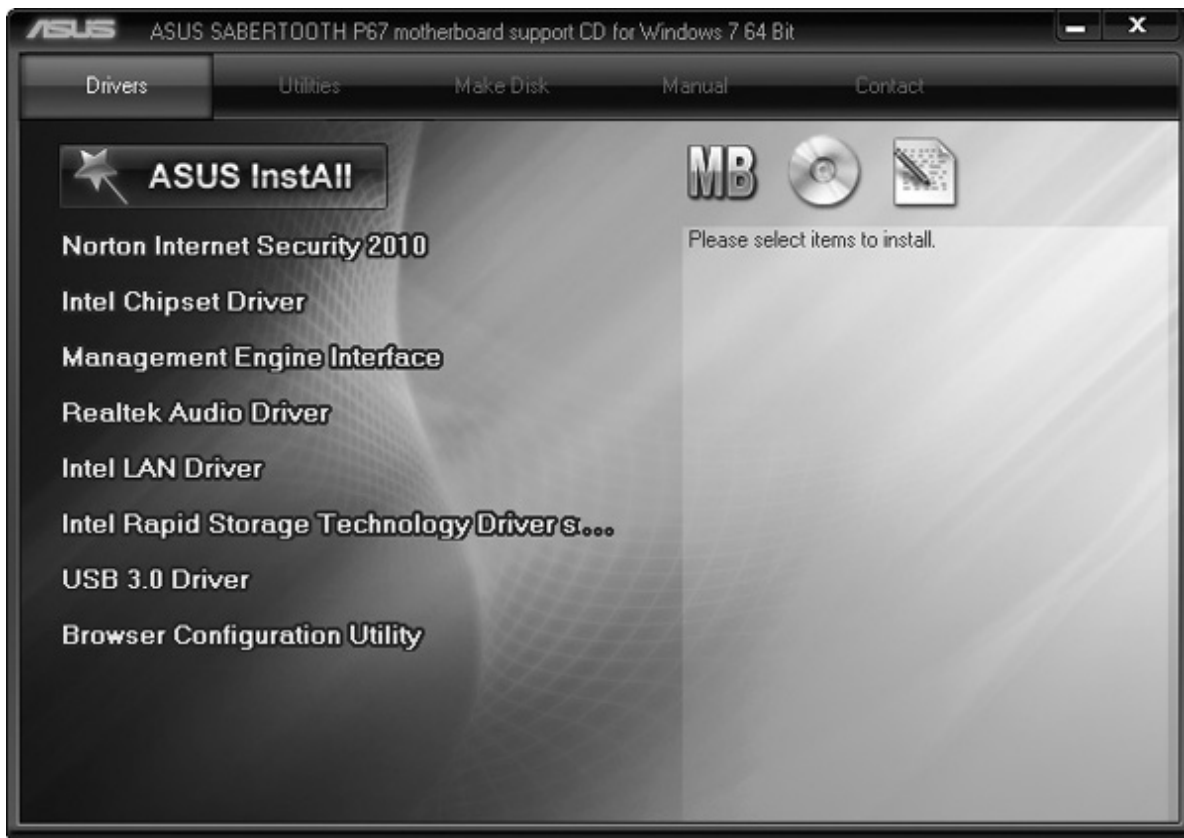 ASUS ASUS SABERTOOTH P67 motherboard support CD for Windows 7 64 Bit
Drivers Utilities Make Disk Manual Contact
ASUS InstAll
MB
Norton Internet Security 2010
Please select items to install.
Intel Chipset Driver
Management Engine Interface
Realtek Audio Driver
Intel LAN Driver
Intel Rapid Storage Technology Driver s...
USB 3.0 Driver
Browser Configuration Utility